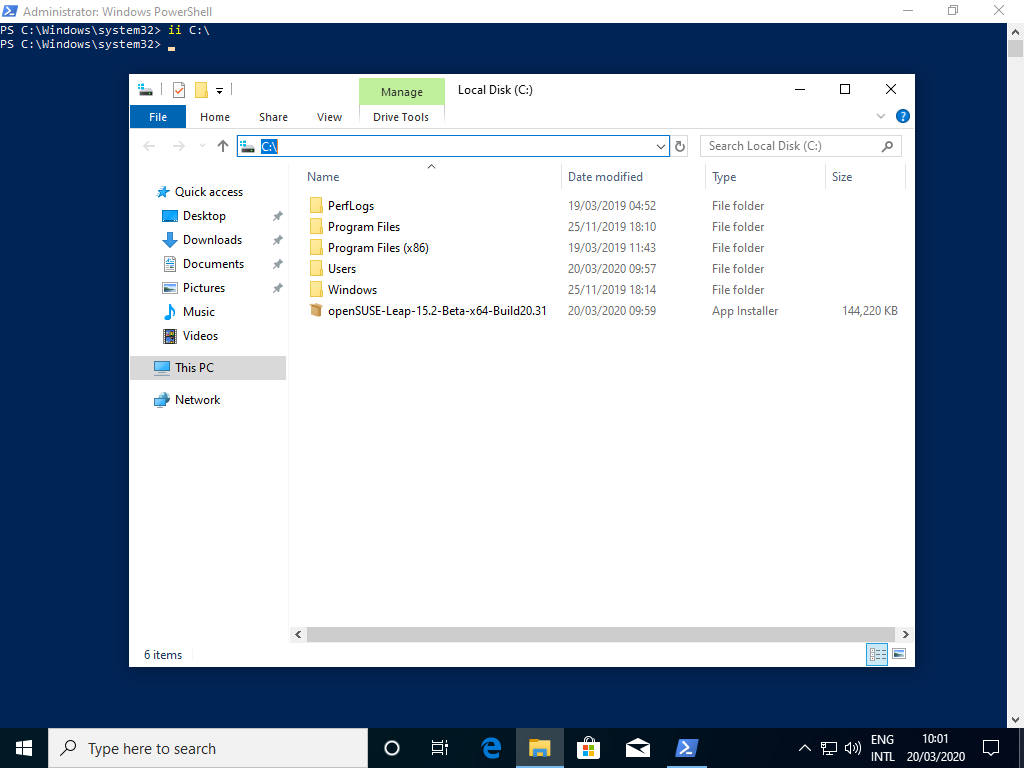 Administrator: Windows PowerShell
PS C:\Windows\system32> ii C:\
PS C:\Windows\system32>
Manage
Local Disk (C:)
File
Home
Share
View
Drive Tools
C:\
Search Local Disk (C:)
Name
Date modified
Type
Size
Quick access
Desktop
Downloads
Documents
Pictures
Music
Videos
This PC
Network
PerfLogs 19/03/2019 04:52 File folder
Program Files 25/11/2019 18:10 File folder
Program Files (x86) 19/03/2019 11:43 File folder
Users 20/03/2020 09:57 File folder
Windows 25/11/2019 18:14 File folder
openSUSE-Leap-15.2-Beta-x64-Build20.31 20/03/2020 09:59 App Installer 144,220 KB
6 items
Type here to search
ENG
INTL
10:01
20/03/2020